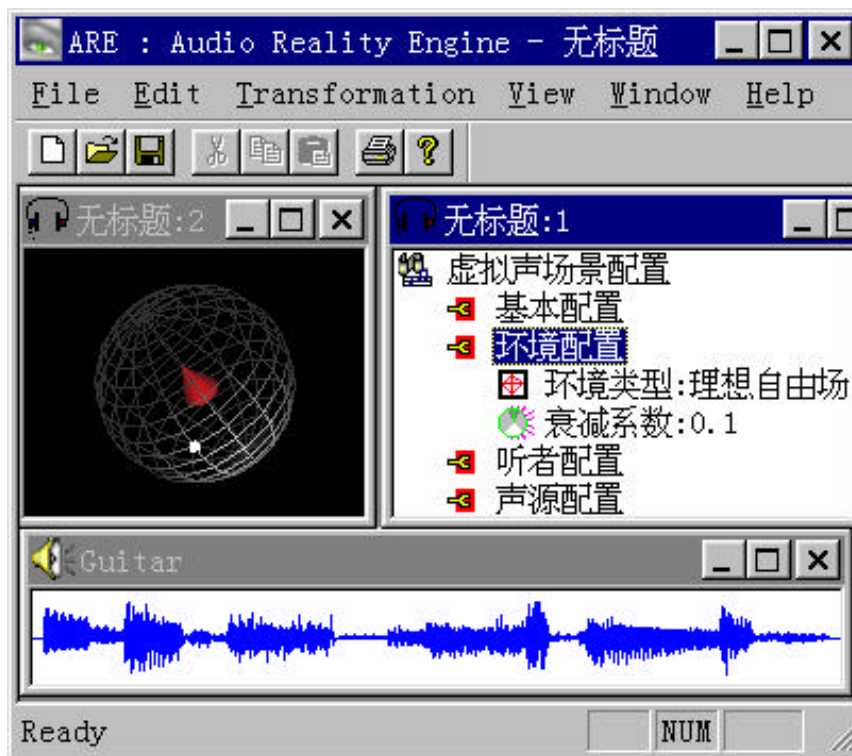 ARE : Audio Reality Engine - 无标题
File Edit Transformation View Window Help
无标题:2
无标题:1
虚拟声场景配置
基本配置
环境配置
环境类型:理想自由场
衰减系数:0.1
听者配置
声源配置
Guitar
Ready
NUM